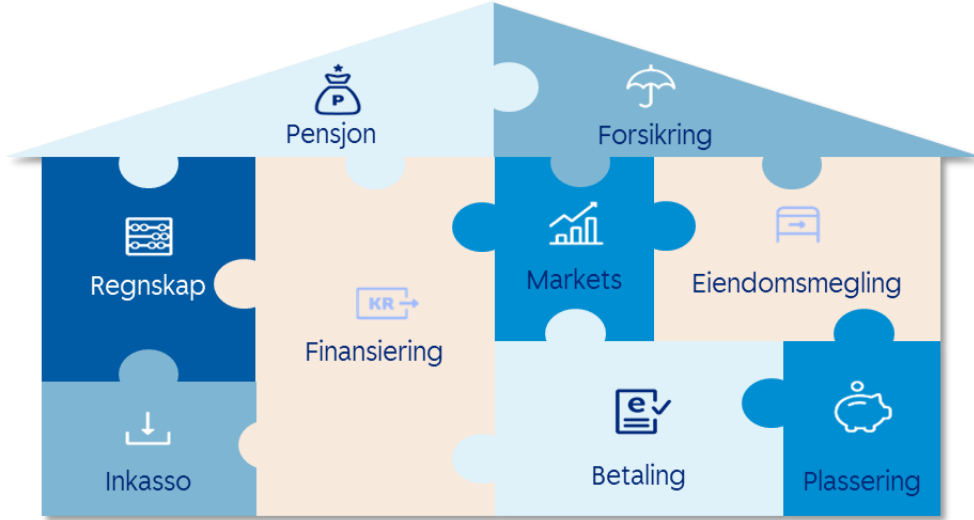 P
Pensjon
Forsikring
Regnskap
Markets
Eiendomsmegling
KR
Finansiering
e
Inkasso
Betaling
Plassering